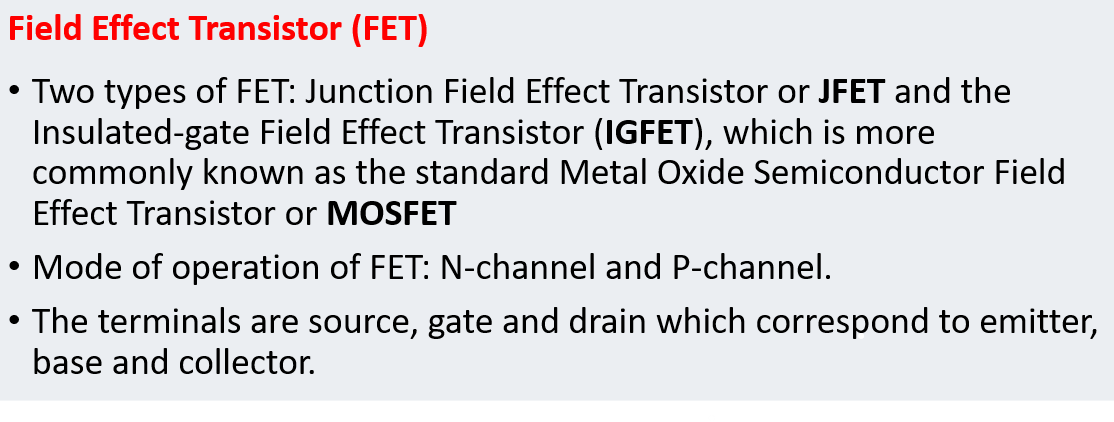 Field Effect Transistor (FET)
• Two types of FET: Junction Field Effect Transistor or JFET and the
Insulated-gate Field Effect Transistor (IGFET), which is more
commonly known as the standard Metal Oxide Semiconductor Field
Effect Transistor or MOSFET
• Mode of operation of FET: N-channel and P-channel.
• The terminals are source, gate and drain which correspond to emitter,
base and collector.